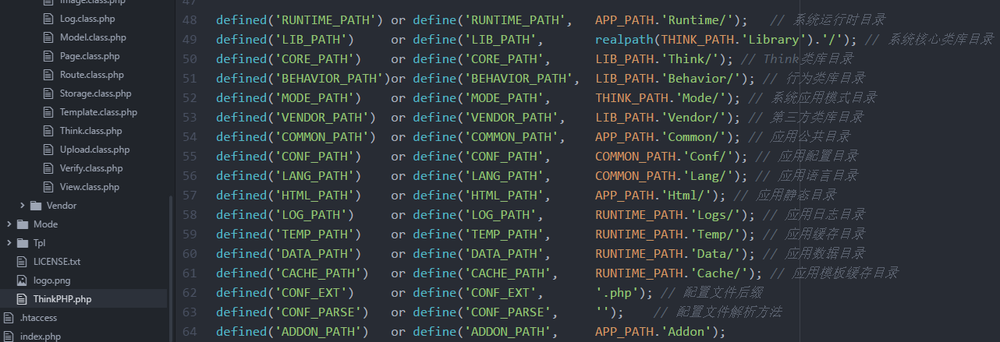 Image.class.php
Log.class.php
Model.class.php
Page.class.php
Route.class.php
Storage.class.php
Template.class.php
Think.class.php
Upload.class.php
Verify.class.php
View.class.php
Vendor
Mode
Tpl
LICENSE.txt
logo.png
ThinkPHP.php
.htaccess
index.php
47
48 defined('RUNTIME_PATH') or define('RUNTIME_PATH', APP_PATH.'Runtime/'); // 系统运行时目录
49 defined('LIB_PATH') or define('LIB_PATH', realpath(THINK_PATH.'Library').'/'); // 系统核心类库目录
50 defined('CORE_PATH') or define('CORE_PATH', LIB_PATH.'Think/'); // Think类库目录
51 defined('BEHAVIOR_PATH')or define('BEHAVIOR_PATH', LIB_PATH.'Behavior/'); // 行为类库目录
52 defined('MODE_PATH') or define('MODE_PATH', THINK_PATH.'Mode/'); // 系统应用模式目录
53 defined('VENDOR_PATH') or define('VENDOR_PATH', LIB_PATH.'Vendor/'); // 第三方类库目录
54 defined('COMMON_PATH') or define('COMMON_PATH', APP_PATH.'Common/'); // 应用公共目录
55 defined('CONF_PATH') or define('CONF_PATH', COMMON_PATH.'Conf/'); // 应用配置目录
56 defined('LANG_PATH') or define('LANG_PATH', COMMON_PATH.'Lang/'); // 应用语言目录
57 defined('HTML_PATH') or define('HTML_PATH', APP_PATH.'Html/'); // 应用静态目录
58 defined('LOG_PATH') or define('LOG_PATH', RUNTIME_PATH.'Logs/'); // 应用日志目录
59 defined('TEMP_PATH') or define('TEMP_PATH', RUNTIME_PATH.'Temp/'); // 应用缓存目录
60 defined('DATA_PATH') or define('DATA_PATH', RUNTIME_PATH.'Data/'); // 应用数据目录
61 defined('CACHE_PATH') or define('CACHE_PATH', RUNTIME_PATH.'Cache/'); // 应用模板缓存目录
62 defined('CONF_EXT') or define('CONF_EXT', '.php'); // 配置文件后缀
63 defined('CONF_PARSE') or define('CONF_PARSE', ''); // 配置文件解析方法
64 defined('ADDON_PATH') or define('ADDON_PATH', APP_PATH.'Addon');